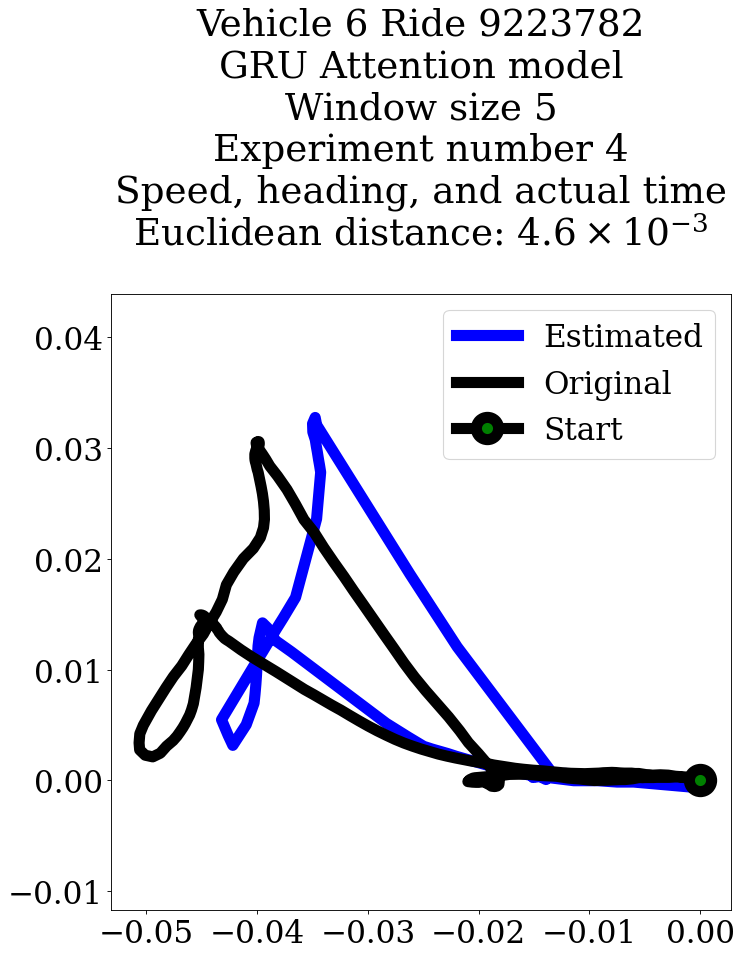 Vehicle 6 Ride 9223782
GRU Attention model
Window size 5
Experiment number 4
Speed, heading, and actual time
Euclidean distance: 4.6 × 10⁻³
Estimated
Original
Start
0.04
0.03
0.02
0.01
0.00
−0.01
−0.05 −0.04 −0.03 −0.02 −0.01 0.00